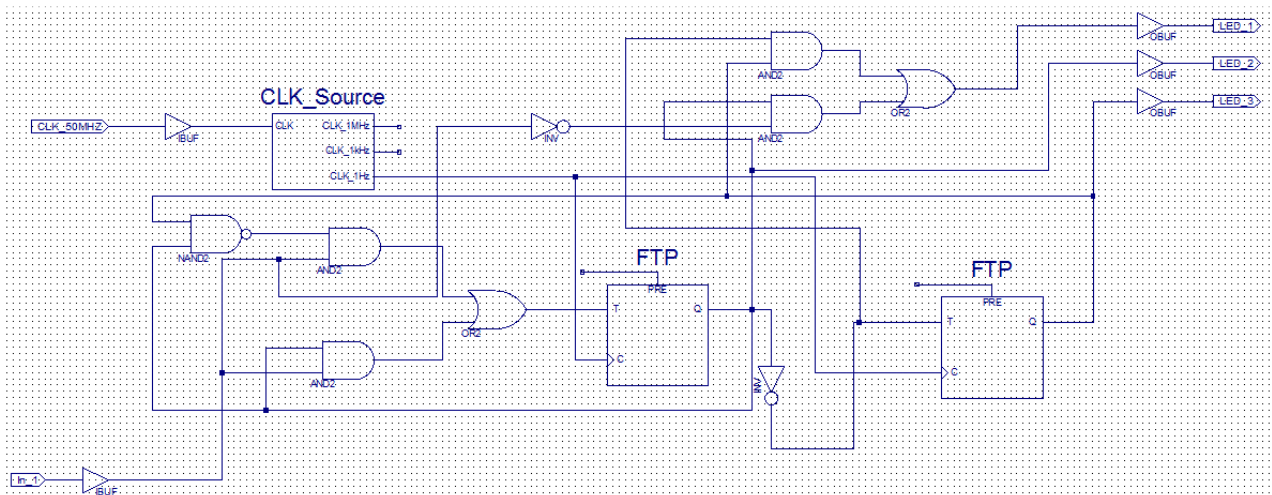 LED_1
OBUF
LED_2
OBUF
LED_3
OBUF
AND2
AND2
OR2
CLK_Source
CLK_50MHZ
IBUF
CLK
CLK_1MHz
CLK_1kHz
CLK_1Hz
INV
NAND2
AND2
OR2
AND2
FTP
PRE
T
Q
C
INV
FTP
PRE
T
Q
C
In_1
IBUF